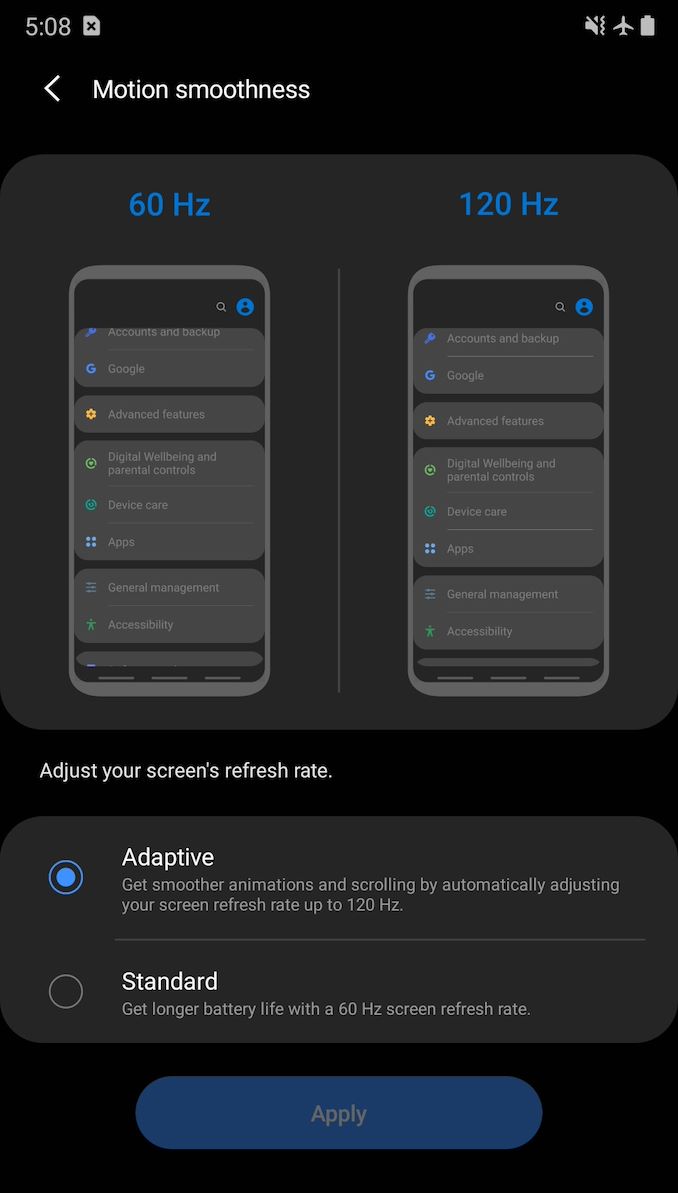 5:08
Motion smoothness
60 Hz
120 Hz
Accounts and backup
Google
Advanced features
Digital Wellbeing and
parental controls
Device care
Apps
General management
Accessibility
Accounts and backup
Google
Advanced features
Digital Wellbeing and
parental controls
Device care
Apps
General management
Accessibility
Adjust your screen's refresh rate.
Adaptive
Get smoother animations and scrolling by automatically adjusting
your screen refresh rate up to 120 Hz.
Standard
Get longer battery life with a 60 Hz screen refresh rate.
Apply